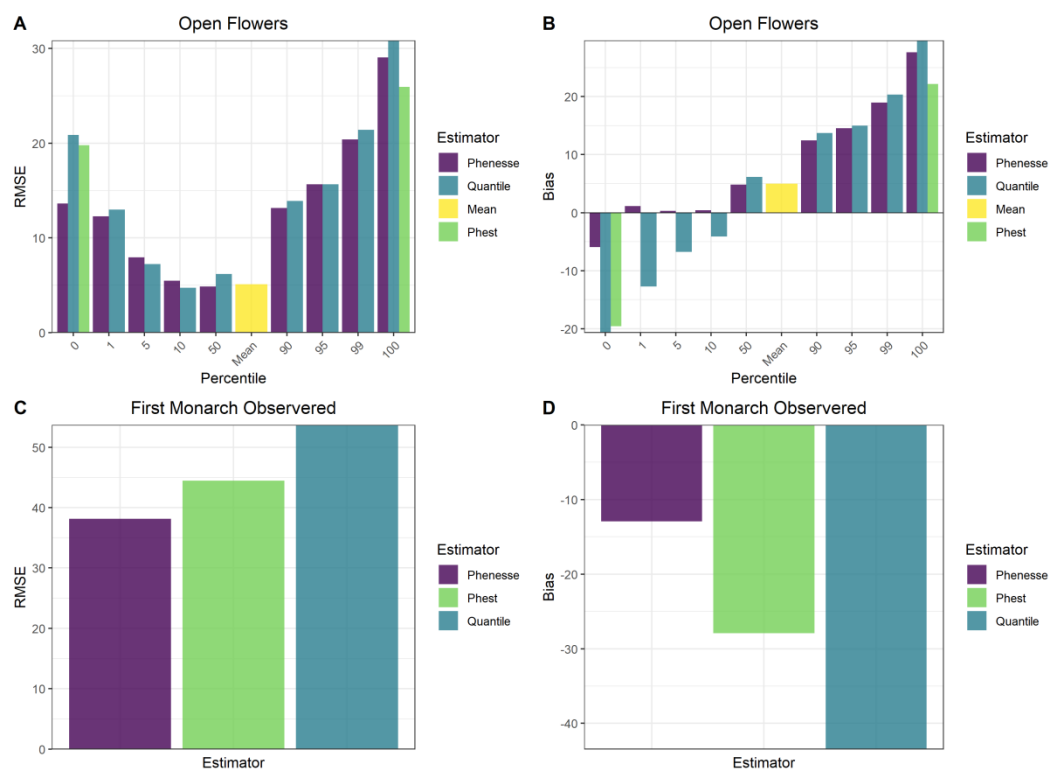 A
Open Flowers
RMSE
30
20
10
0
0 1 5 10 50 Mean 90 95 99 100
Percentile
Estimator
Phenesse
Quantile
Mean
Phest
B
Open Flowers
Bias
20
10
0
-10
-20
0 1 5 10 50 Mean 90 95 99 100
Percentile
Estimator
Phenesse
Quantile
Mean
Phest
C
First Monarch Observered
RMSE
50
40
30
20
10
0
Estimator
Estimator
Phenesse
Phest
Quantile
D
First Monarch Observered
Bias
0
-10
-20
-30
-40
Estimator
Estimator
Phenesse
Phest
Quantile